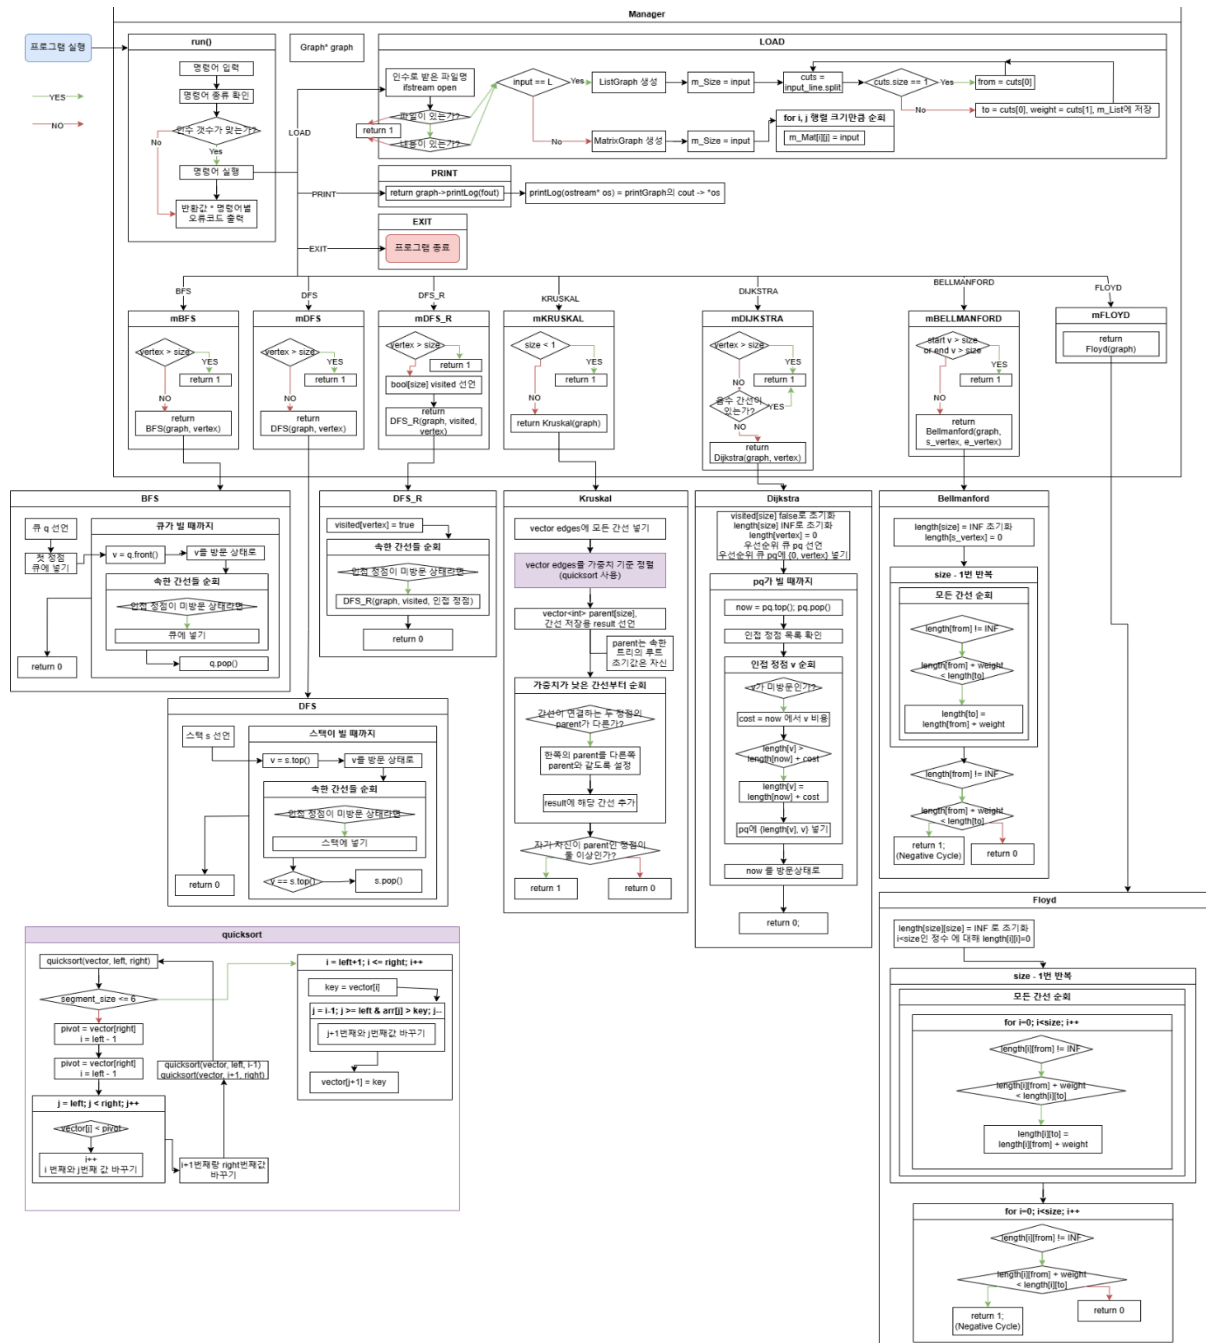 Manager
프로그램 실행
YES
NO
run()
명령어 입력
명령어 종류 확인
인수 갯수가 맞는가?
No
Yes
명령어 실행
반환값 * 명령어별
오류코드 출력
Graph* graph
LOAD
PRINT
EXIT
LOAD
인수로 받은 파일명
ifstream open
파일이 있는가?
return 1
내용이 있는가?
input == L
Yes
ListGraph 생성
m_Size = input
cuts =
input_line.split
cuts.size == 1
Yes
from = cuts[0]
No
to = cuts[0], weight = cuts[1], m_List에 저장
No
MatrixGraph 생성
m_Size = input
for i, j 행렬 크기만큼 순회
m_Mat[i][j] = input
PRINT
return graph->printLog(fout)
printLog(ostream* os) = printGraph의 cout -> *os
EXIT
프로그램 종료
BFS
DFS
DFS_R
KRUSKAL
DIJKSTRA
BELLMANFORD
FLOYD
mBFS
vertex > size
YES
return 1
NO
return
BFS(graph, vertex)
mDFS
vertex > size
YES
return 1
NO
return
DFS(graph, vertex)
mDFS_R
vertex > size
YES
return 1
NO
bool[size] visited 선언
return
DFS_R(graph, visited,
vertex)
mKRUSKAL
size < 1
YES
return 1
NO
return Kruskal(graph)
mDIJKSTRA
vertex > size
YES
return 1
NO
음수 간선이
있는가?
YES
NO
return
Dijkstra(graph, vertex)
mBELLMANFORD
start v > size
or end v > size
YES
return 1
NO
return
Bellmanford(graph,
s_vertex, e_vertex)
mFLOYD
return
Floyd(graph)
BFS
큐 q 선언
첫 정점
큐에 넣기
큐가 빌 때까지
v = q.front()
v를 방문 상태로
속한 간선들 순회
인접 정점이 미방문 상태라면
큐에 넣기
q.pop()
return 0
DFS_R
visited[vertex] = true
속한 간선들 순회
인접 정점이 미방문 상태라면
DFS_R(graph, visited, 인접 정점)
return 0
Kruskal
vector edges에 모든 간선 넣기
vector edges를 가중치 기준 정렬
(quicksort 사용)
vector<int> parent[size],
간선 저장용 result 선언
parent는 속한
트리의 루트
초기값은 자신
가중치가 낮은 간선부터 순회
간선이 연결하는 두 정점의
parent가 다른가?
한쪽의 parent를 다른쪽
parent와 같도록 설정
result에 해당 간선 추가
자기 자신이 parent인 정점이
둘 이상인가?
return 1
return 0
Dijkstra
visited[size] false로 초기화
length[size] INF로 초기화
length[vertex] = 0
우선순위 큐 pq 선언
우선순위 큐 pq에 {0, vertex} 넣기
pq가 빌 때까지
now = pq.top(); pq.pop()
인접 정점 목록 확인
인접 정점 v 순회
v가 미방문인가?
cost = now 에서 v 비용
length[v] >
length[now] + cost
length[v] =
length[now] + cost
pq에 {length[v], v} 넣기
now 를 방문상태로
return 0;
Bellmanford
length[size] = INF 초기화
length[s_vertex] = 0
size - 1번 반복
모든 간선 순회
length[from] != INF
length[from] + weight
< length[to]
length[to] =
length[from] + weight
length[from] != INF
length[from] + weight
< length[to]
return 1;
(Negative Cycle)
return 0
DFS
스택 s 선언
스택이 빌 때까지
v = s.top()
v를 방문 상태로
속한 간선들 순회
인접 정점이 미방문 상태라면
스택에 넣기
v == s.top()
s.pop()
return 0
Floyd
length[size][size] = INF 로 초기화
i<size인 정수 에 대해 length[i][i]=0
size - 1번 반복
모든 간선 순회
for i=0; i<size; i++
length[i][from] != INF
length[i][from] + weight
< length[i][to]
length[i][to] =
length[i][from] + weight
for i=0; i<size; i++
length[i][from] != INF
length[i][from] + weight
< length[i][to]
return 1;
(Negative Cycle)
return 0
quicksort
quicksort(vector, left, right)
segment_size <= 6
pivot = vector[right]
i = left - 1
pivot = vector[right]
i = left - 1
j = left; j < right; j++
vector[j] < pivot
i++
i 번째와 j번째 값 바꾸기
i+1번째랑 right번째값
바꾸기
quicksort(vector, left, i-1)
quicksort(vector, i+1, right)
i = left+1; i <= right; i++
key = vector[i]
j = i-1; j >= left & arr[j] > key; j--
j+1번째와 j번째값 바꾸기
vector[j+1] = key